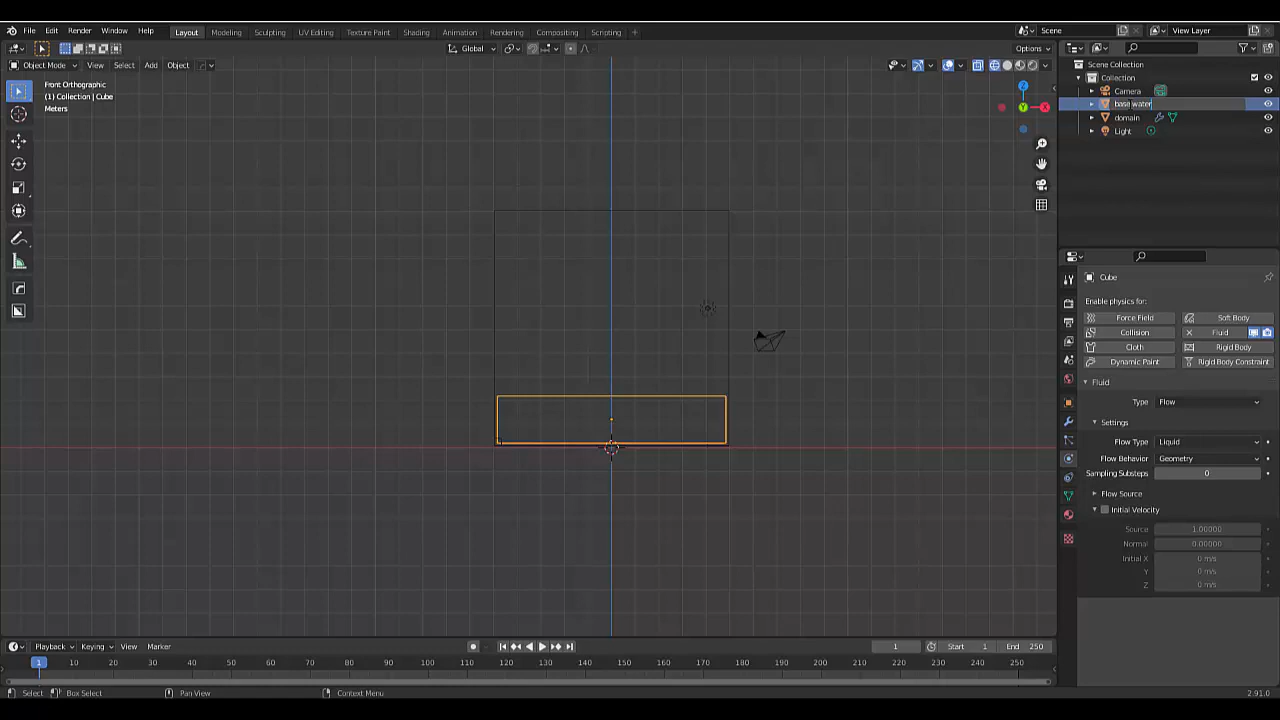 File Edit Render Window Help Layout Modeling Sculpting UV Editing Texture Paint Shading Animation Rendering Compositing Scripting + Scene View Layer
Global Options
Object Mode View Select Add Object
Front Orthographic
(1) Collection | Cube
Meters
Scene Collection
Collection
Camera
base water
domain
Light
Cube
Enable physics for:
Force Field Soft Body
Collision Fluid
Cloth Rigid Body
Dynamic Paint Rigid Body Constraint
Fluid
Type Flow
Settings
Flow Type Liquid
Flow Behavior Geometry
Sampling Substeps 0
Flow Source
Initial Velocity
Source 1.00000
Normal 0.00000
Initial X 0 m/s
Y 0 m/s
Z 0 m/s
Playback Keying View Marker 1 Start 1 End 250
1 10 20 30 40 50 60 70 80 90 100 110 120 130 140 150 160 170 180 190 200 210 220 230 240 250
Select Box Select Pan View Context Menu 2.91.0